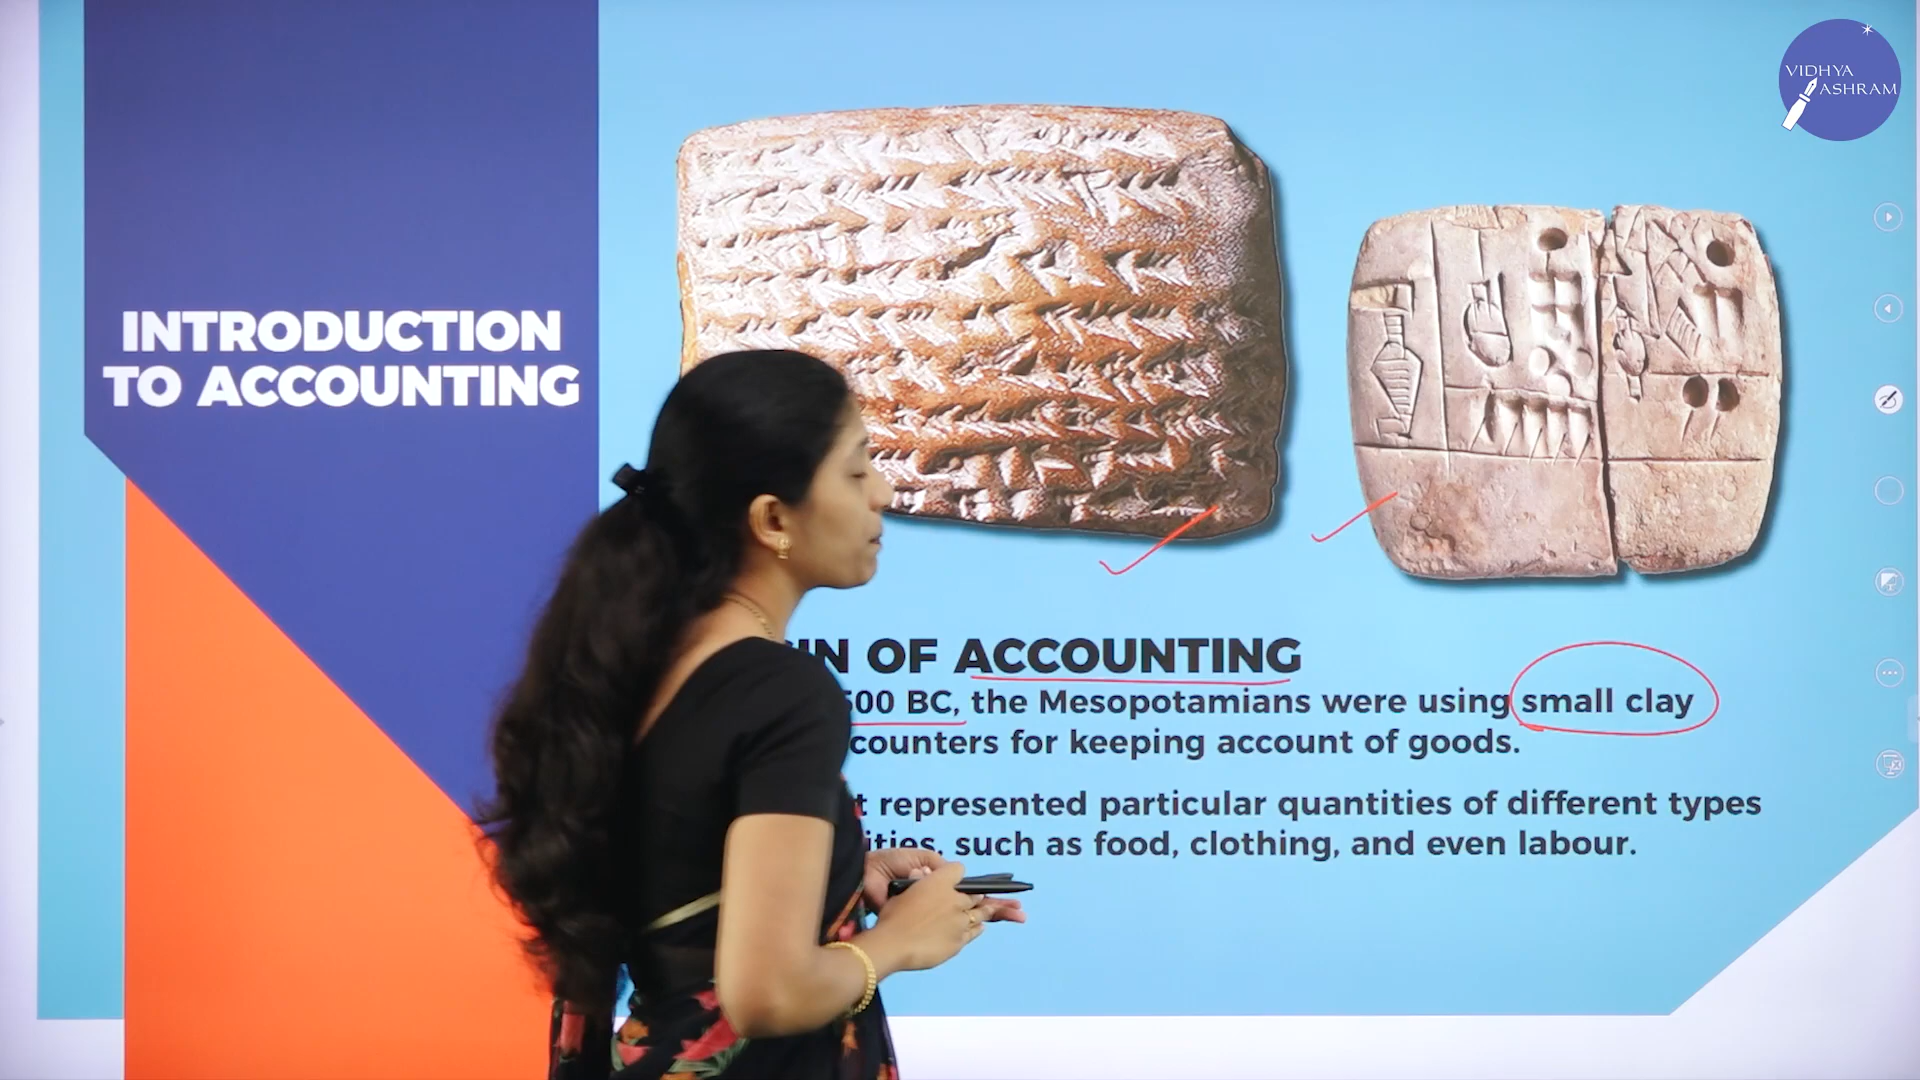 VIDHYA
ASHRAM
INTRODUCTION
TO ACCOUNTING
OF ACCOUNTING
BC, the Mesopotamians were using small clay
counters for keeping account of goods.
represented particular quantities of different types
such as food, clothing, and even labour.